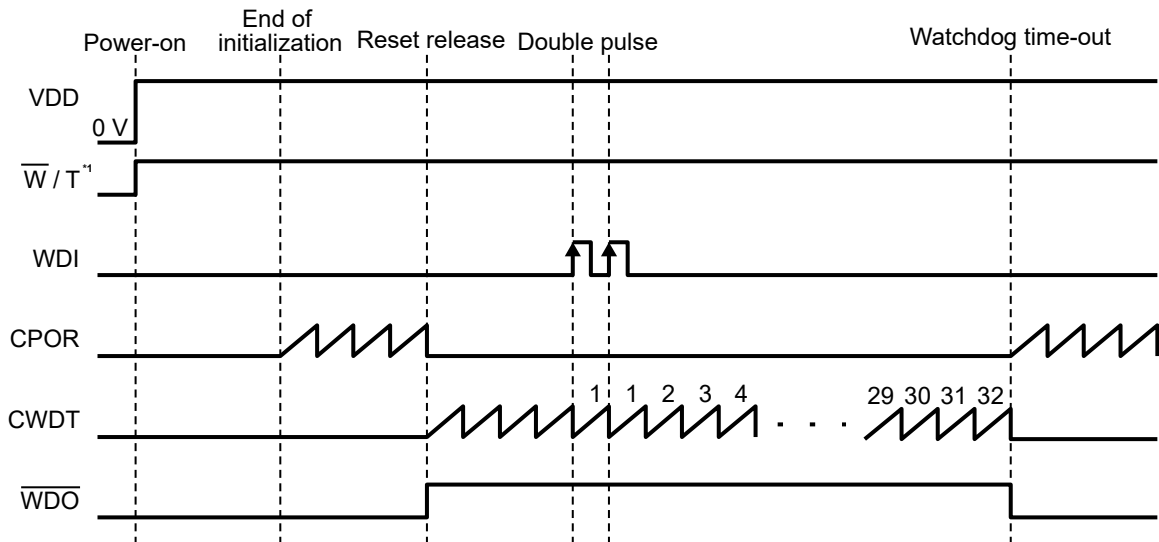 End of
Power-on initialization Reset release Double pulse Watchdog time-out
VDD
0 V
W / T *1
WDI
CPOR
1 1 2 3 4 29 30 31 32
CWDT
. . . .
WDO